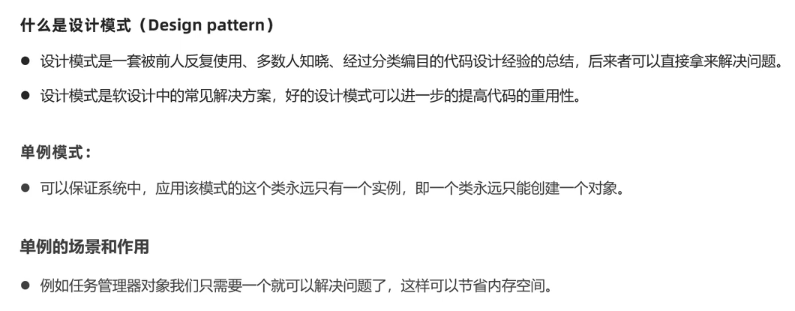 什么是设计模式（Design pattern）
● 设计模式是一套被前人反复使用、多数人知晓、经过分类编目的代码设计经验的总结，后来者可以直接拿来解决问题。
● 设计模式是软设计中的常见解决方案，好的设计模式可以进一步的提高代码的重用性。
单例模式：
● 可以保证系统中，应用该模式的这个类永远只有一个实例，即一个类永远只能创建一个对象。
单例的场景和作用
● 例如任务管理器对象我们只需要一个就可以解决问题了，这样可以节省内存空间。